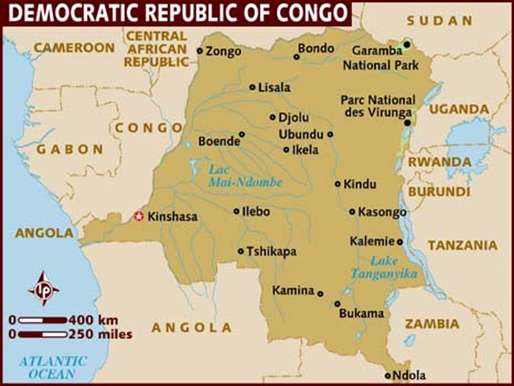 DEMOCRATIC REPUBLIC OF CONGO
SUDAN
CAMEROON
CENTRAL
AFRICAN
REPUBLIC
Zongo
Bondo
Garamba
National Park
Lisala
Parc National
des Virunga
UGANDA
CONGO
Djolu
Boende
Ubundu
GABON
Ikela
RWANDA
Lac
Mai-Ndombe
BURUNDI
Kindu
Kinshasa
Ilebo
Kasongo
ANGOLA
Kalemie
TANZANIA
Tshikapa
Lake
Tanganyika
Kamina
LP
Bukama
0 400 km
0 250 miles
ANGOLA
ZAMBIA
ATLANTIC
OCEAN
Ndola